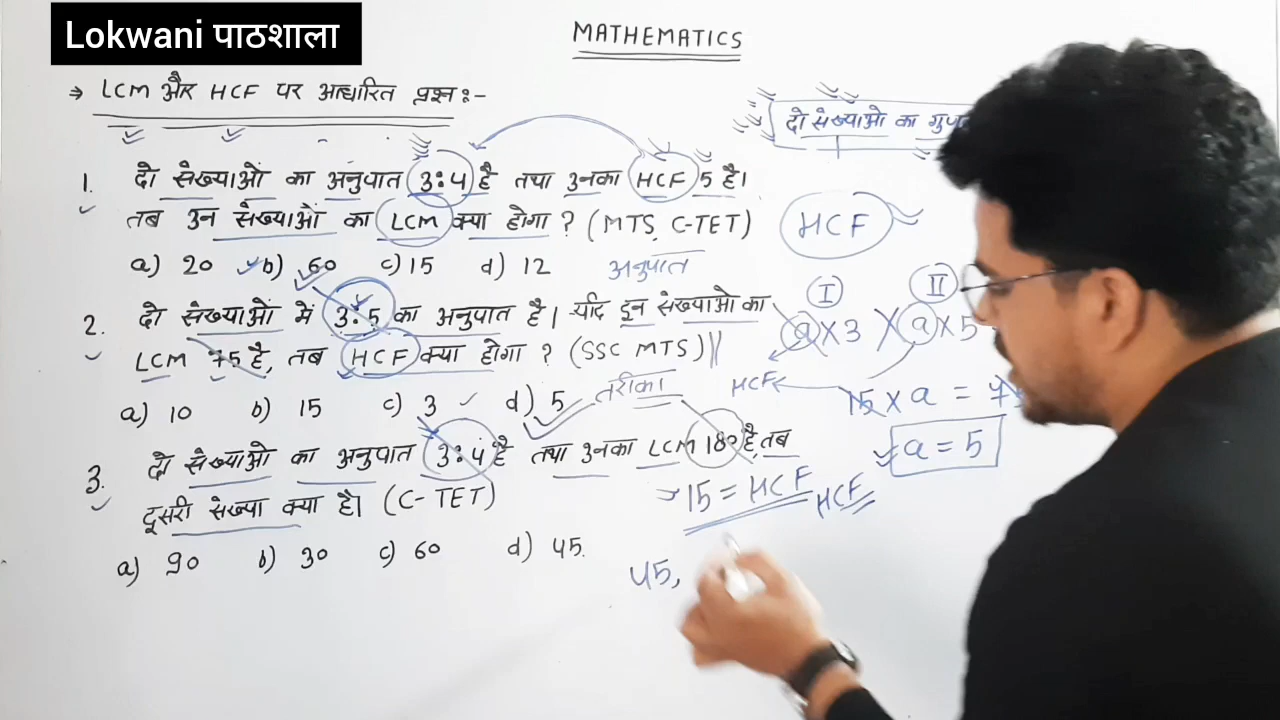 Lokwani पाठशाला
MATHEMATICS
⇒ LCM और HCF पर आधारित प्रश्न :-
दो संख्याओ का
1. दो संख्याओं का अनुपात 3:4 है तथा उनका HCF 5 है।
तब उन संख्याओं का LCM क्या होगा ? (MTS, C-TET)
a) 20 b) 60 c) 15 d) 12
अनुपात
HCF
2. दो संख्याओं में 3:5 का अनुपात है। यदि इन संख्याओ का
LCM 75 है, तब HCF क्या होगा ? (SSC MTS)
a) 10 b) 15 c) 3 d) 5
I II
a×3 a×5
HCF
15×a =
a = 5
तरीका
3. दो संख्याओ का अनुपात 3:4 है तथा उनका LCM 180 है, तब
दूसरी संख्या क्या है। (C-TET)
a) 90 b) 30 c) 60 d) 45.
15 = HCF
HCF
45,